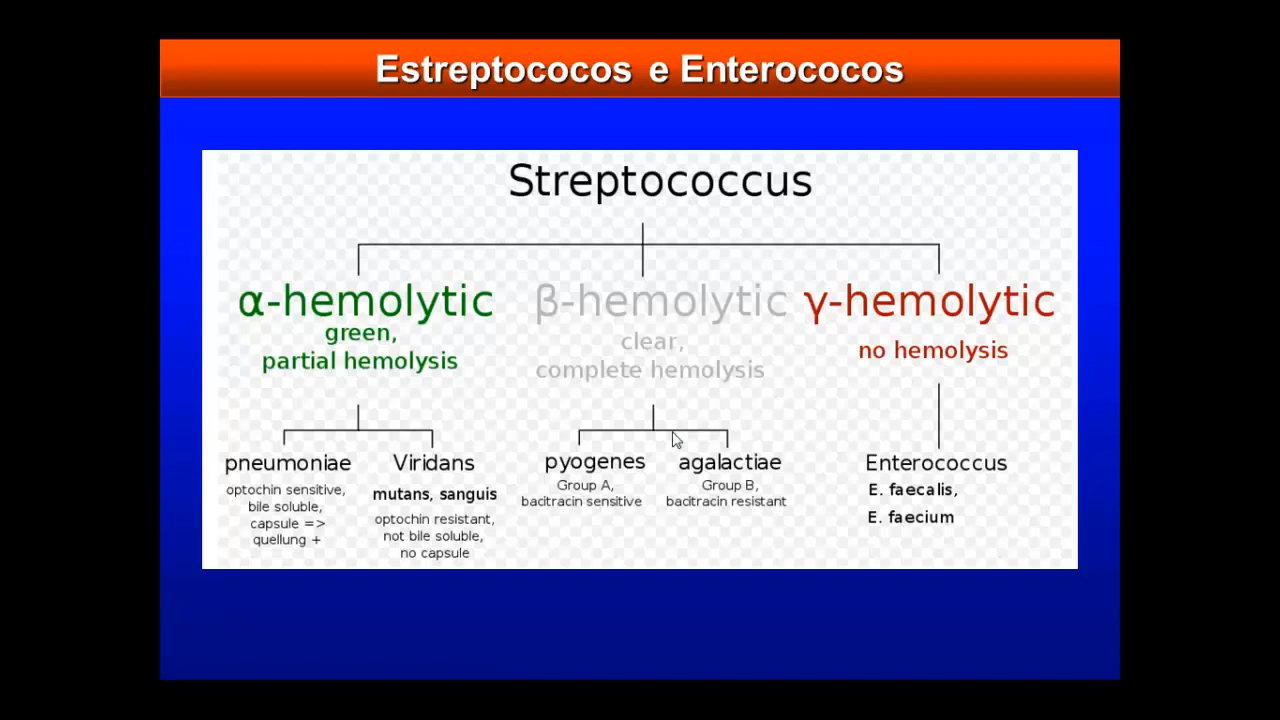 Estreptococos e Enterococos
Streptococcus
α-hemolytic
green,
partial hemolysis
β-hemolytic
clear,
complete hemolysis
γ-hemolytic
no hemolysis
pneumoniae
optochin sensitive,
bile soluble,
capsule =>
quellung +
Viridans
mutans, sanguis
optochin resistant,
not bile soluble,
no capsule
pyogenes
Group A,
bacitracin sensitive
agalactiae
Group B,
bacitracin resistant
Enterococcus
E. faecalis,
E. faecium